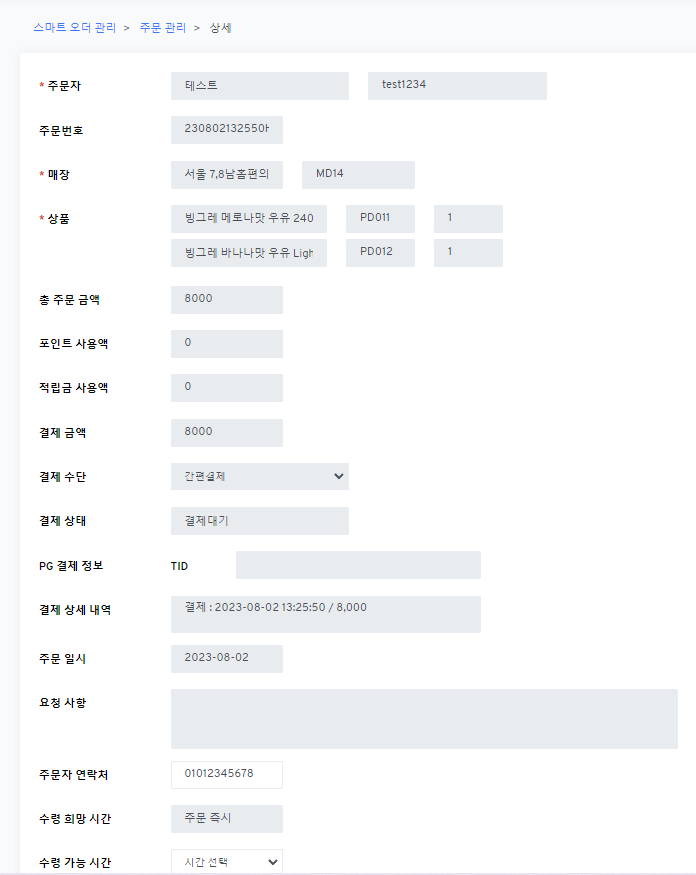 스마트 오더 관리 > 주문 관리 > 상세
* 주문자 테스트 test1234
주문번호 230802132550
* 매장 서울 7,8남홈편의 MD14
* 상품 빙그레 메로나맛 우유 240 PD011 1
빙그레 바나나맛 우유 Ligh PD012 1
총 주문 금액 8000
포인트 사용액 0
적립금 사용액 0
결제 금액 8000
결제 수단 간편결제
결제 상태 결제대기
PG 결제 정보 TID
결제 상세 내역 결제 : 2023-08-02 13:25:50 / 8,000
주문 일시 2023-08-02
요청 사항
주문자 연락처 01012345678
수령 희망 시간 주문 즉시
수령 가능 시간 시간 선택